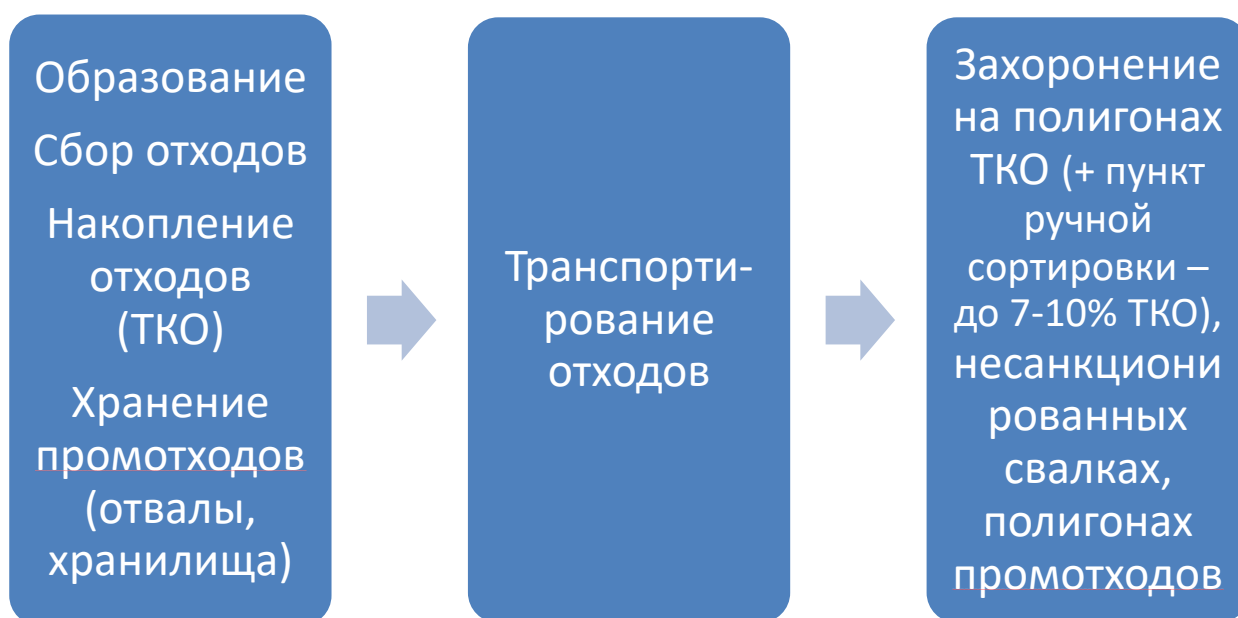 Образование
Сбор отходов
Накопление
отходов
(ТКО)
Хранение
промотходов
(отвалы,
хранилища)
Транспорти-
рование
отходов
Захоронение
на полигонах
ТКО (+ пункт
ручной
сортировки –
до 7-10% ТКО),
несанкциони
рованных
свалках,
полигонах
промотходов